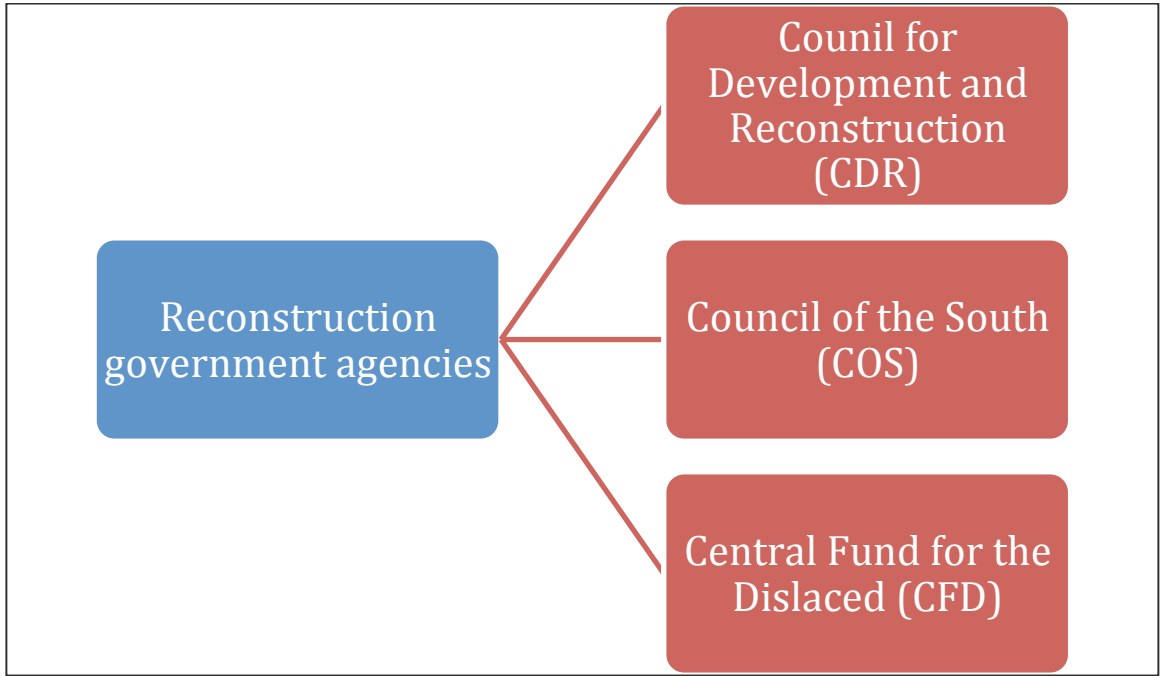 Counil for
Development and
Reconstruction
(CDR)
Reconstruction
government agencies
Council of the South
(COS)
Central Fund for the
Dislaced (CFD)